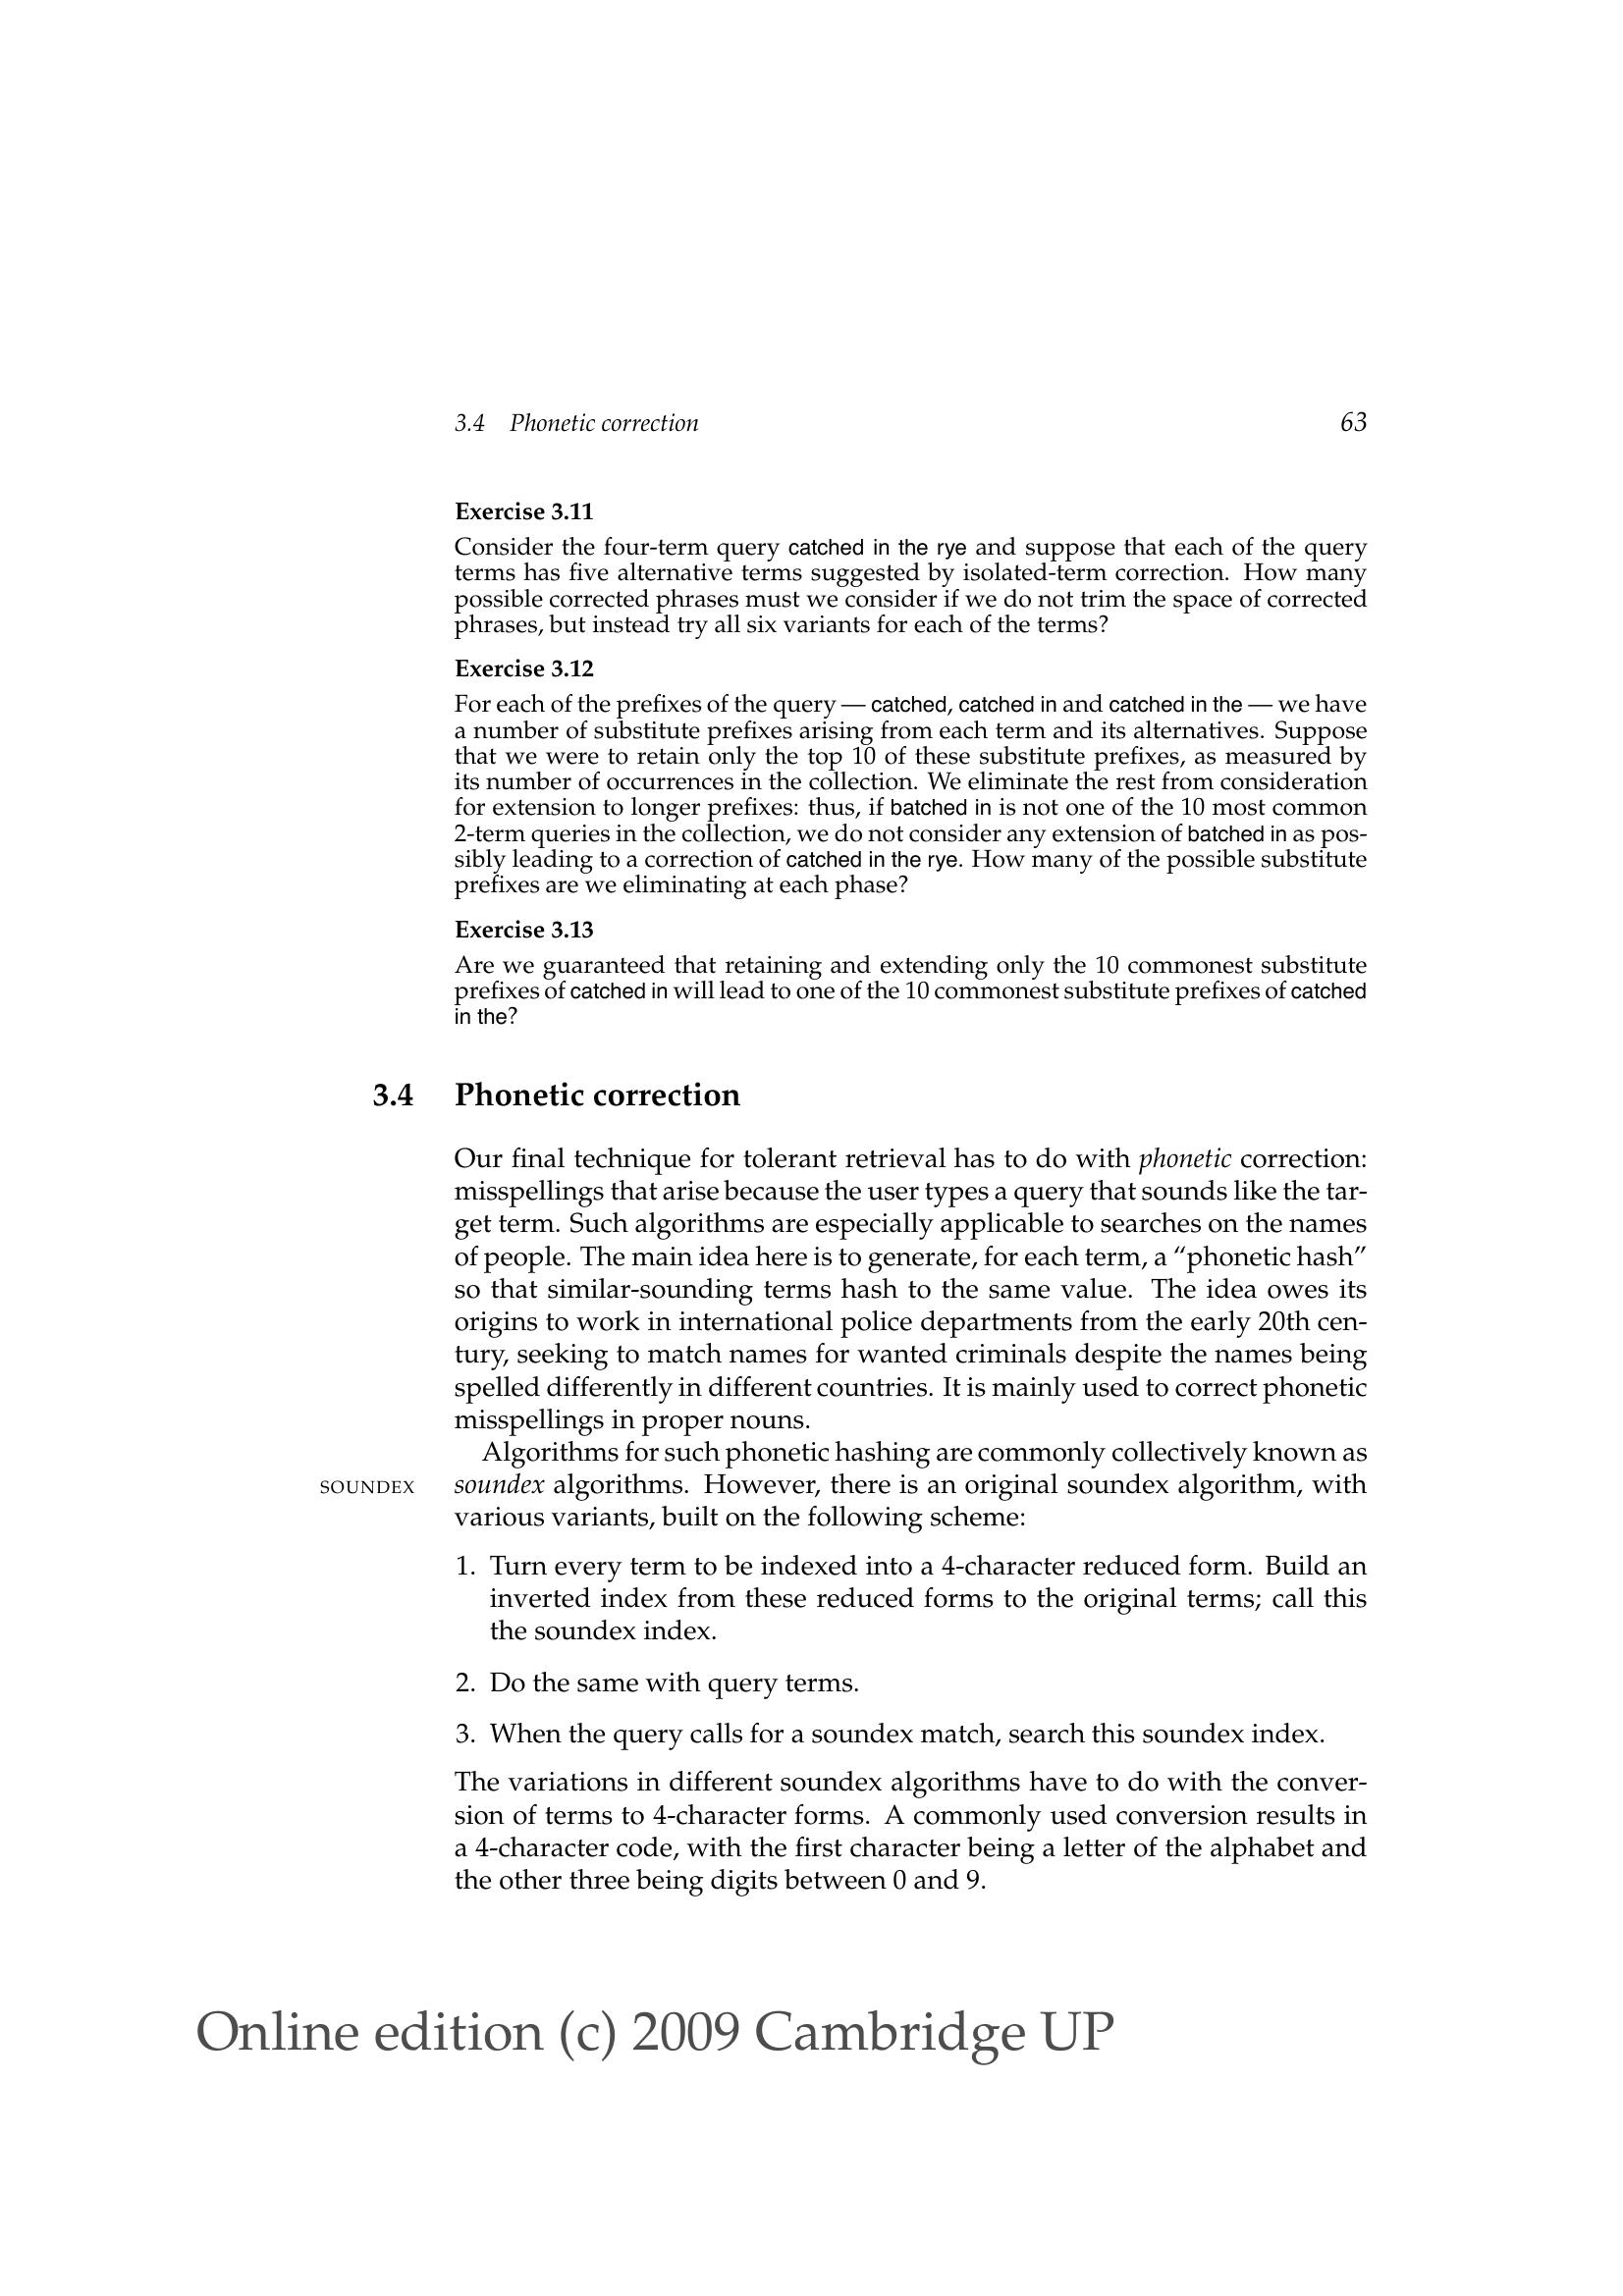 3.4 Phonetic correction 63
Exercise 3.11
Consider the four-term query catched in the rye and suppose that each of the query
terms has five alternative terms suggested by isolated-term correction. How many
possible corrected phrases must we consider if we do not trim the space of corrected
phrases, but instead try all six variants for each of the terms?
Exercise 3.12
For each of the prefixes of the query — catched, catched in and catched in the — we have
a number of substitute prefixes arising from each term and its alternatives. Suppose
that we were to retain only the top 10 of these substitute prefixes, as measured by
its number of occurrences in the collection. We eliminate the rest from consideration
for extension to longer prefixes: thus, if batched in is not one of the 10 most common
2-term queries in the collection, we do not consider any extension of batched in as pos-
sibly leading to a correction of catched in the rye. How many of the possible substitute
prefixes are we eliminating at each phase?
Exercise 3.13
Are we guaranteed that retaining and extending only the 10 commonest substitute
prefixes of catched in will lead to one of the 10 commonest substitute prefixes of catched
in the?
3.4 Phonetic correction
Our final technique for tolerant retrieval has to do with phonetic correction:
misspellings that arise because the user types a query that sounds like the tar-
get term. Such algorithms are especially applicable to searches on the names
of people. The main idea here is to generate, for each term, a “phonetic hash”
so that similar-sounding terms hash to the same value. The idea owes its
origins to work in international police departments from the early 20th cen-
tury, seeking to match names for wanted criminals despite the names being
spelled differently in different countries. It is mainly used to correct phonetic
misspellings in proper nouns.
Algorithms for such phonetic hashing are commonly collectively known as
SOUNDEX soundex algorithms. However, there is an original soundex algorithm, with
various variants, built on the following scheme:
1. Turn every term to be indexed into a 4-character reduced form. Build an
inverted index from these reduced forms to the original terms; call this
the soundex index.
2. Do the same with query terms.
3. When the query calls for a soundex match, search this soundex index.
The variations in different soundex algorithms have to do with the conver-
sion of terms to 4-character forms. A commonly used conversion results in
a 4-character code, with the first character being a letter of the alphabet and
the other three being digits between 0 and 9.
Online edition (c) 2009 Cambridge UP